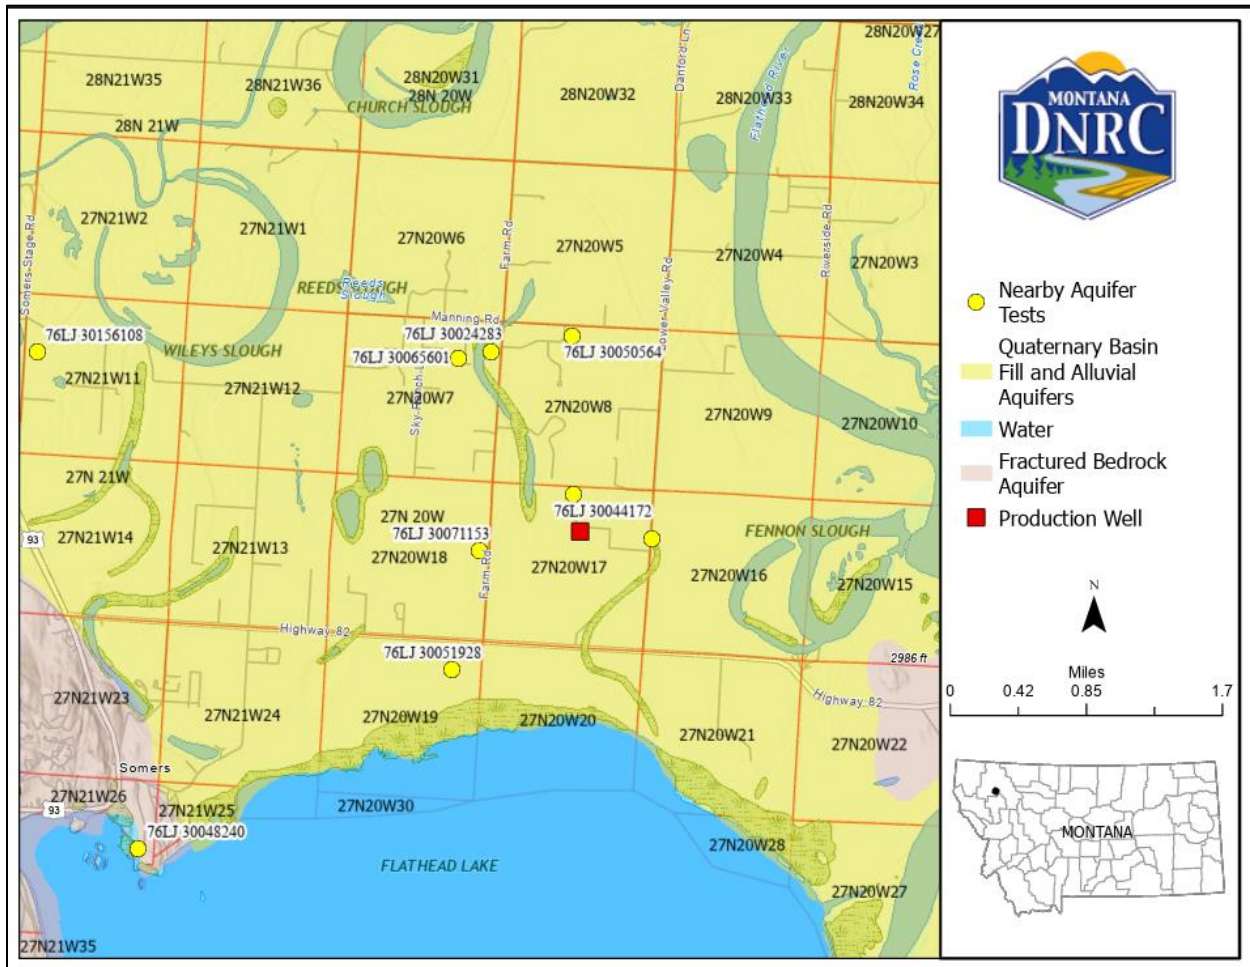 28N20W27
28N21W35
28N21W36
28N20W31
28N 20W
CHURCH SLOUGH
28N20W32
Danford Ln
28N20W33
Flathead River
28N20W34
Rose Creek
28N 21W
Somers Stage Rd
27N21W2
27N21W1
27N20W6
Farm Rd
27N20W5
27N20W4
Riverside Rd
27N20W3
REEDS SLOUGH
Reeds
Slough
Manning Rd
Lower Valley Rd
76LJ 30156108
WILEYS SLOUGH
76LJ 30024283
76LJ 30065601
76LJ 30050564
27N21W11
27N21W12
Sky Ranch Ln
27N20W7
27N20W8
27N20W9
27N20W10
27N 21W
27N 20W
76LJ 30044172
76LJ 30071153
FENNON SLOUGH
93
27N21W14
27N21W13
27N20W18
Farm Rd
27N20W17
27N20W16
27N20W15
Highway 82
76LJ 30051928
2986 ft
Highway 82
27N21W23
27N21W24
27N20W19
27N20W20
27N20W21
27N20W22
Somers
27N21W26
93
27N21W25
27N20W30
76LJ 30048240
27N20W28
FLATHEAD LAKE
27N20W27
27N21W35
MONTANA
DNRC
Nearby Aquifer
Tests
Quaternary Basin
Fill and Alluvial
Aquifers
Water
Fractured Bedrock
Aquifer
Production Well
N
Miles
0 0.42 0.85 1.7
MONTANA